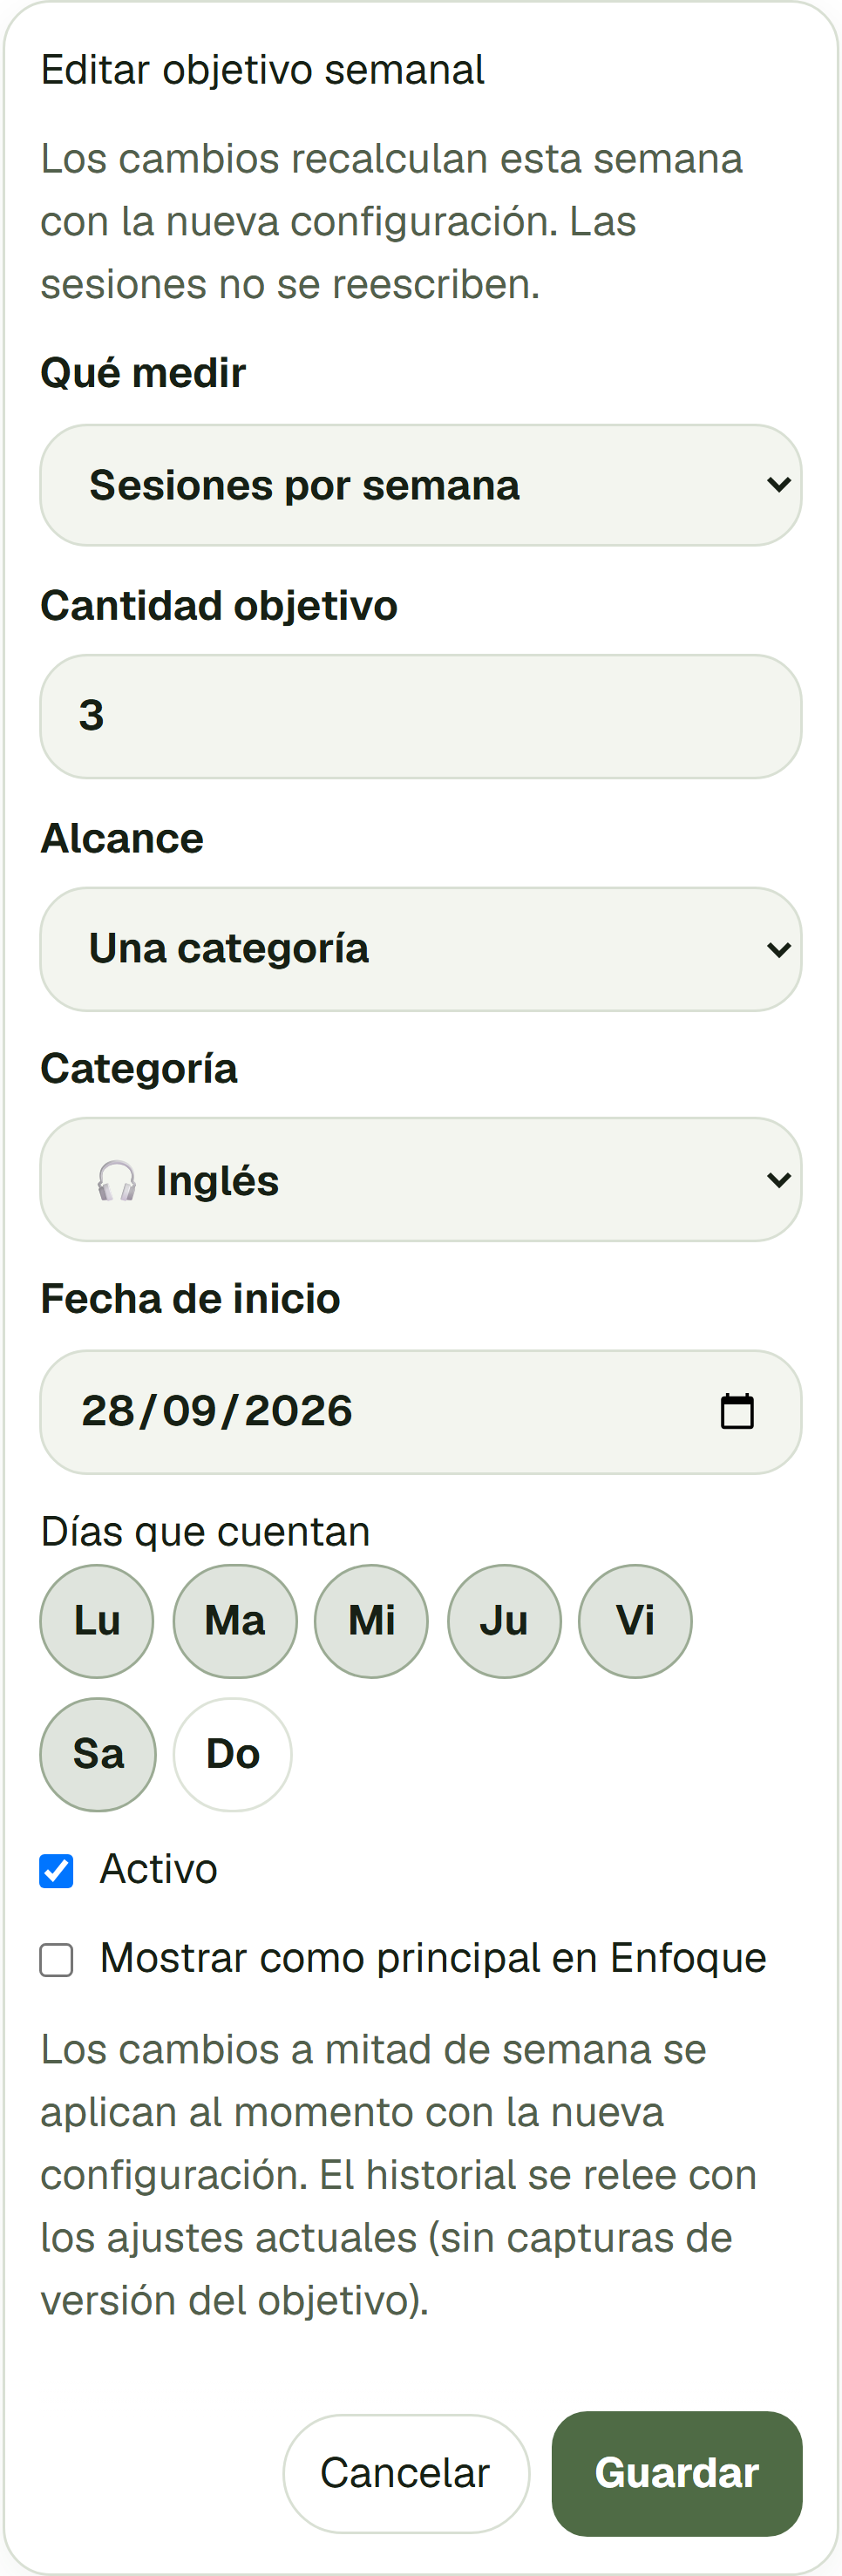 Editar objetivo semanal
Los cambios recalculan esta semana
con la nueva configuración. Las
sesiones no se reescriben.
Qué medir
Sesiones por semana
Cantidad objetivo
3
Alcance
Una categoría
Categoría
Inglés
Fecha de inicio
28/09/2026
Días que cuentan
Lu Ma Mi Ju Vi
Sa Do
Activo
Mostrar como principal en Enfoque
Los cambios a mitad de semana se
aplican al momento con la nueva
configuración. El historial se relee con
los ajustes actuales (sin capturas de
versión del objetivo).
Cancelar Guardar